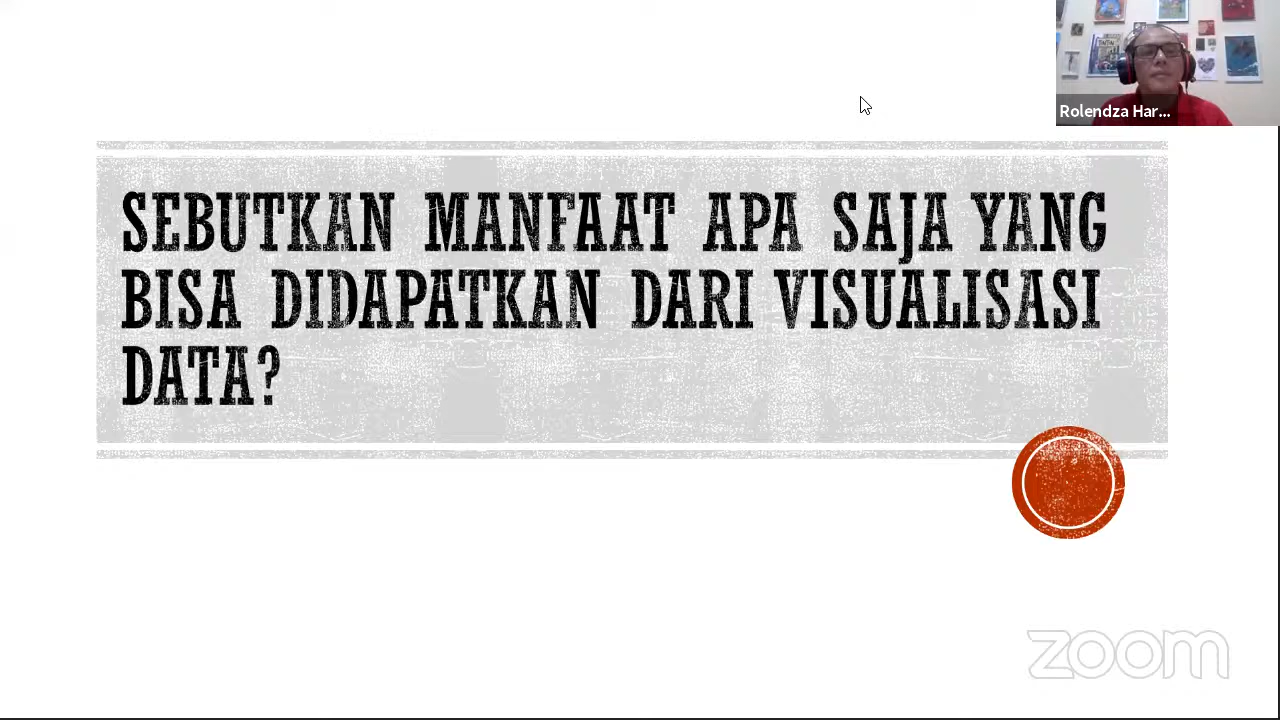 Rolendza Har...
SEBUTKAN MANFAAT APA SAJA YANG
BISA DIDAPATKAN DARI VISUALISASI
DATA?
zoom